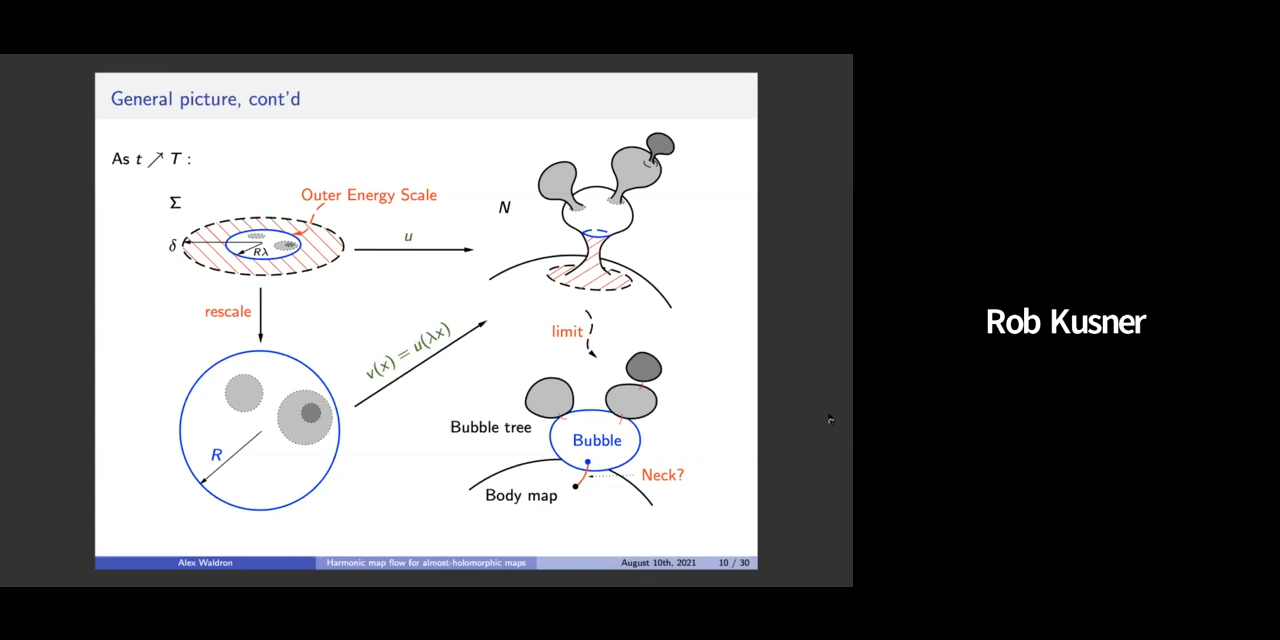 General picture, cont'd
As t ↗ T :
Σ
Outer Energy Scale
N
δ
Rλ
u
rescale
v(x) = u(λx)
limit
R
Bubble tree
Bubble
Neck?
Body map
Alex Waldron
Harmonic map flow for almost-holomorphic maps
August 10th, 2021
10 / 30
Rob Kusner